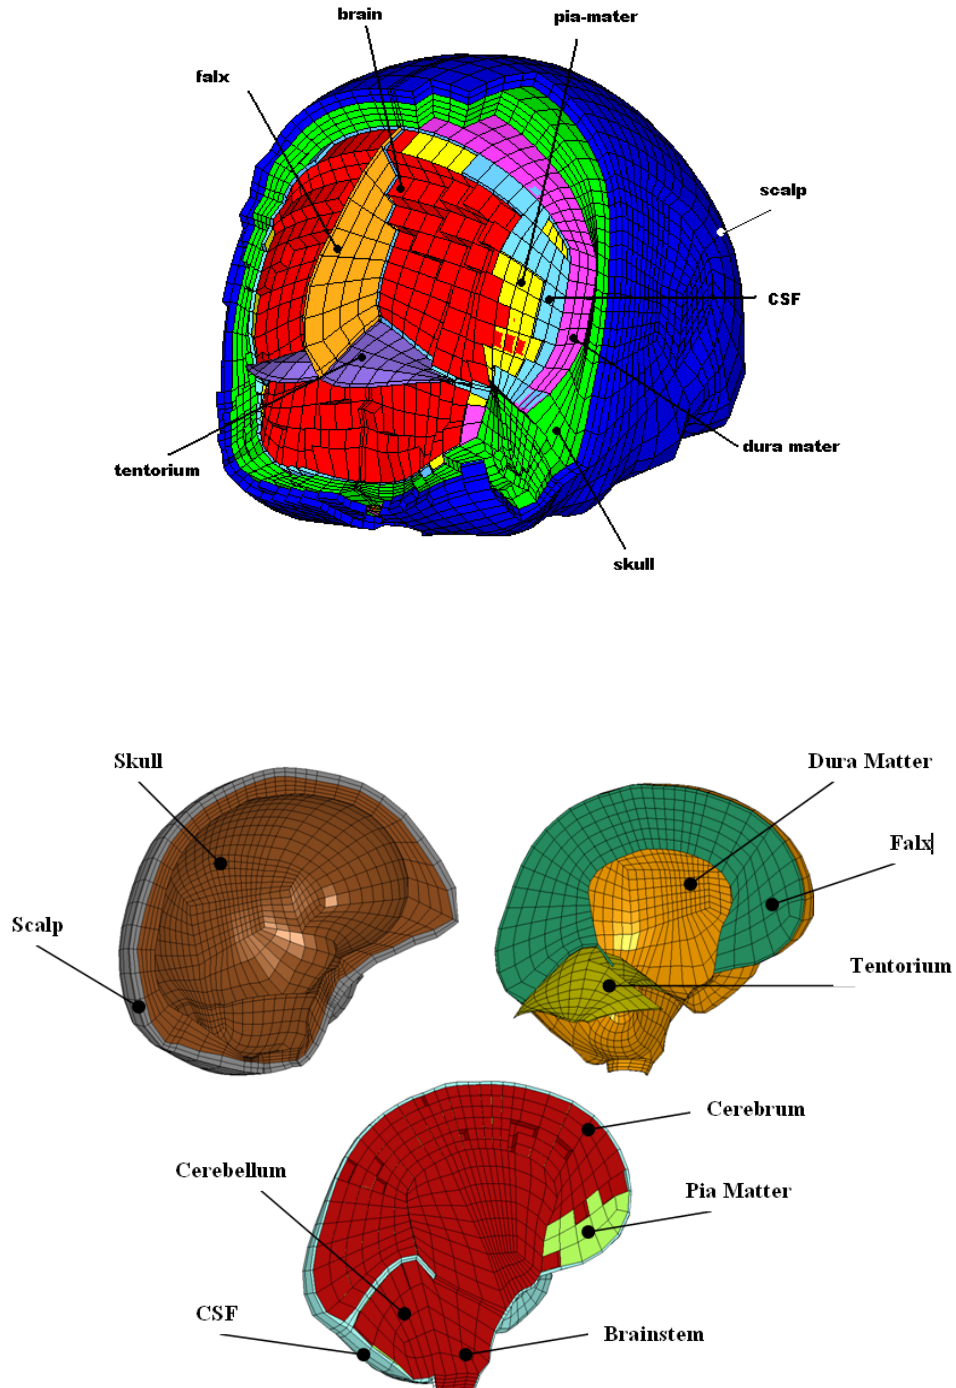 brain
pia-mater
falx
scalp
CSF
dura mater
tentorium
skull
Skull
Dura Matter
Falx
Scalp
Tentorium
Cerebrum
Cerebellum
Pia Matter
CSF
Brainstem